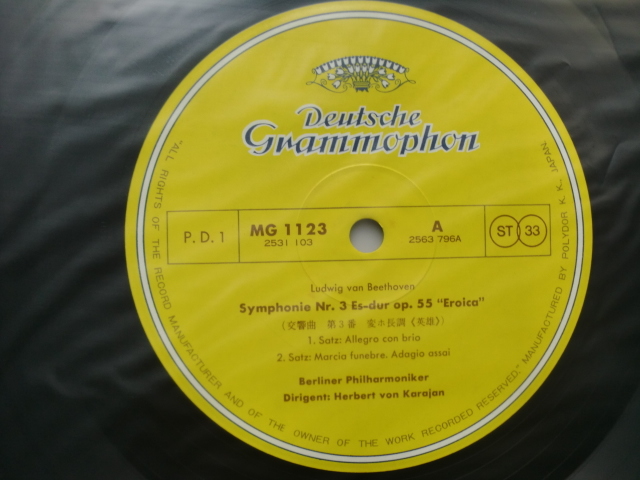 Deutsche
Grammophon
P.D.1
MG 1123
2531 103
A
2563 796A
ST 33
Ludwig van Beethoven
Symphonie Nr. 3 Es-dur op. 55 "Eroica"
(交響曲 第3番 変ホ長調《英雄》)
1. Satz: Allegro con brio
2. Satz: Marcia funebre. Adagio assai
Berliner Philharmoniker
Dirigent: Herbert von Karajan
"ALL RIGHTS OF THE RECORD MANUFACTURER AND OF THE OWNER OF THE WORK RECORDED RESERVED." MANUFACTURED BY POLYDOR K. K., JAPAN.